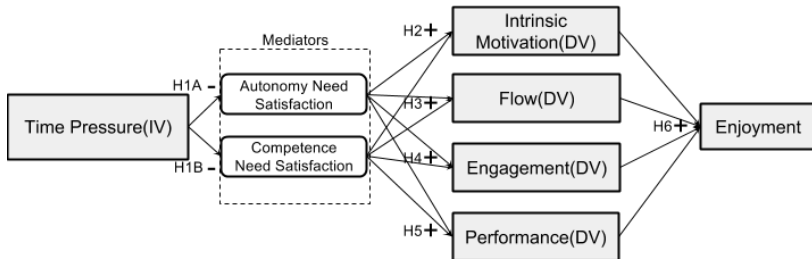 Mediators
Time Pressure(IV)
H1A -
H1B -
Autonomy Need
Satisfaction
Competence
Need Satisfaction
H2+
H3+
H4+
H5+
Intrinsic
Motivation(DV)
Flow(DV)
Engagement(DV)
Performance(DV)
H6+
Enjoyment